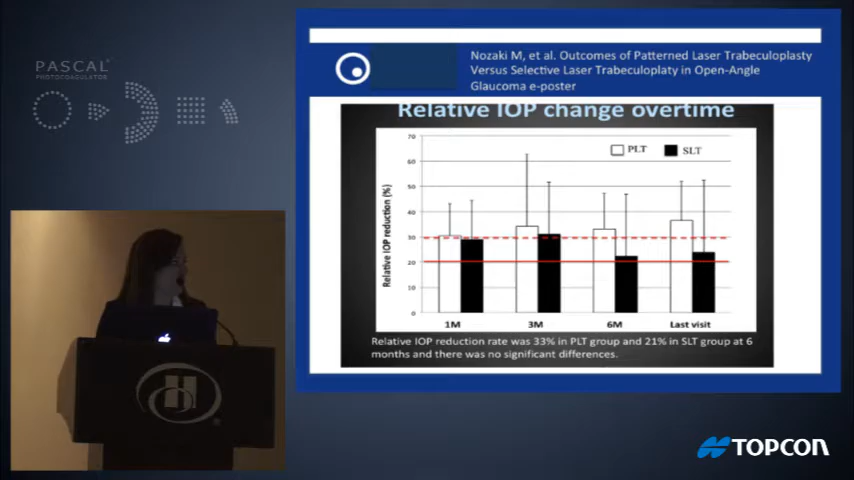 PASCAL
PHOTOCOAGULATOR
Nozaki M, et al. Outcomes of Patterned Laser Trabeculoplasty
Versus Selective Laser Trabeculoplaty in Open-Angle
Glaucoma e-poster
Relative IOP change overtime
PLT
SLT
Relative IOP reduction (%)
70
60
50
40
30
20
10
0
1M
3M
6M
Last visit
Relative IOP reduction rate was 33% in PLT group and 21% in SLT group at 6
months and there was no significant differences.
H
TOPCON